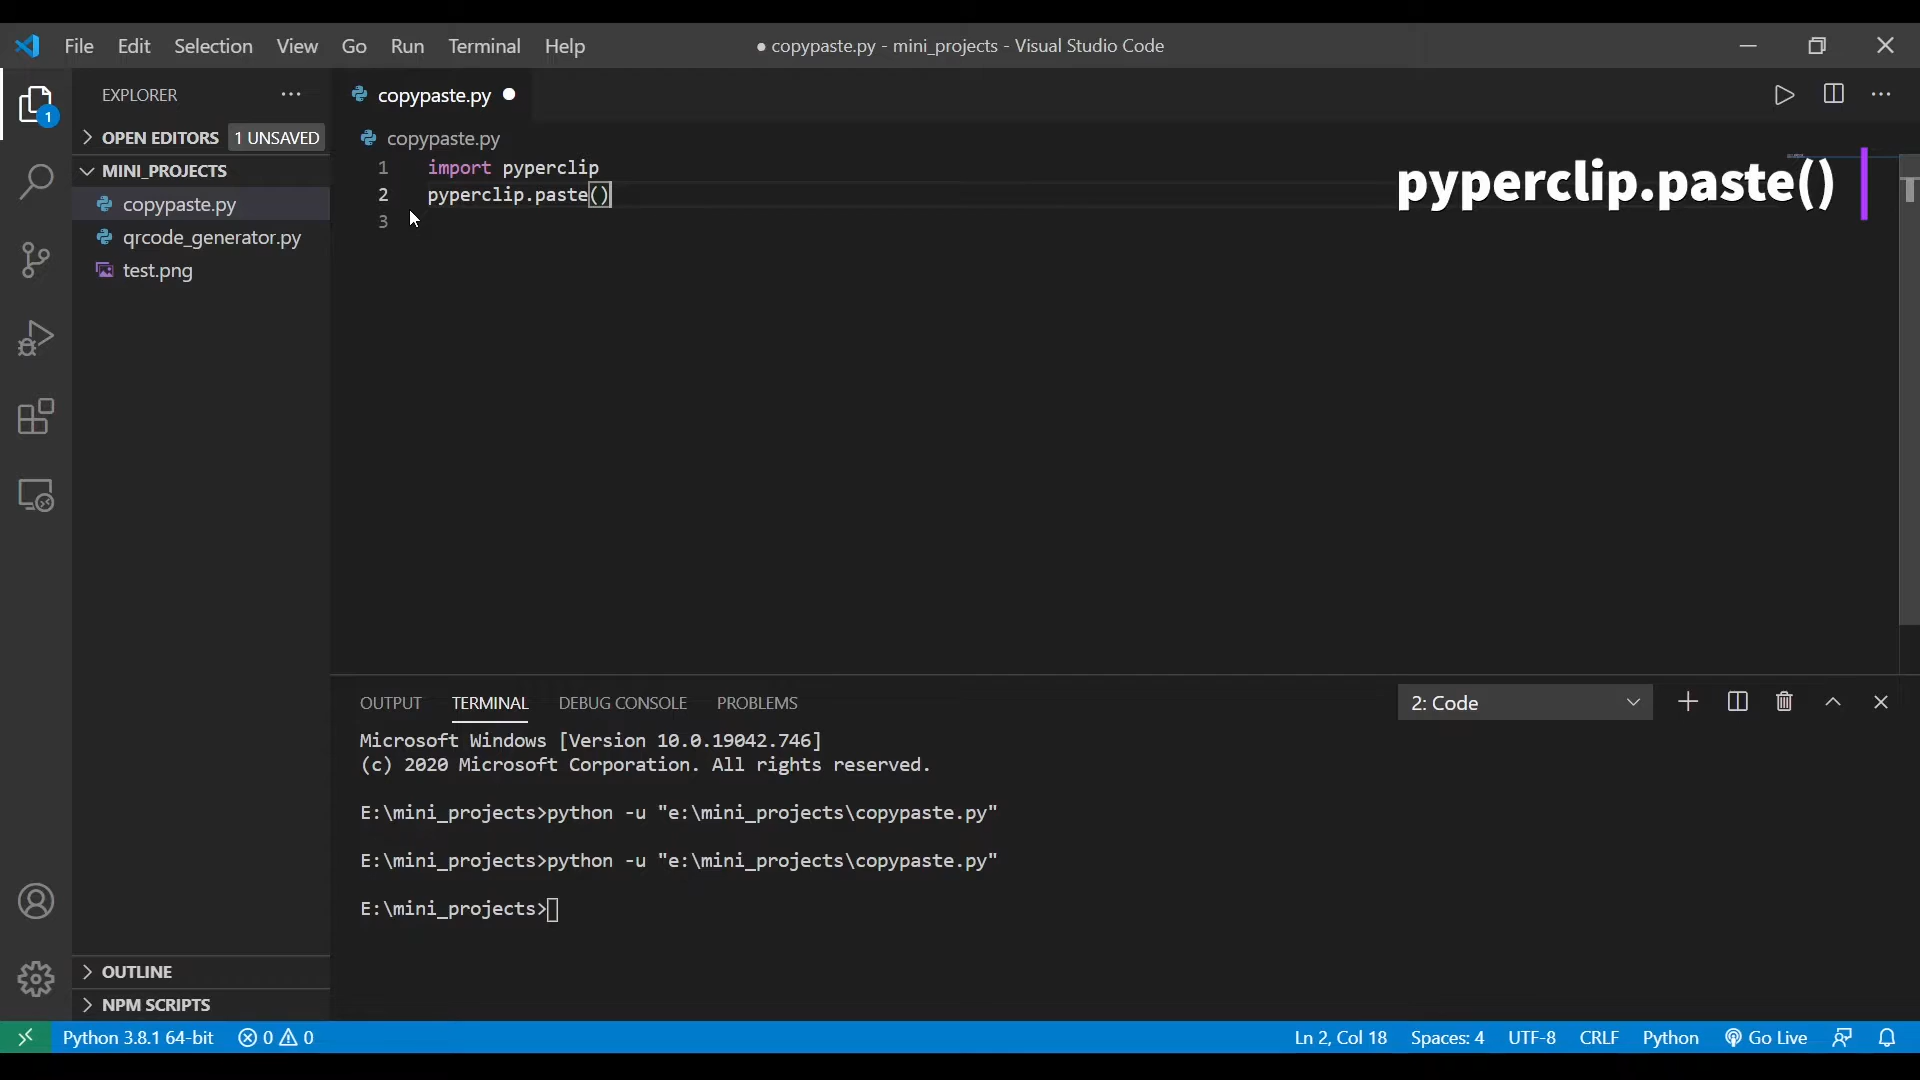 File Edit Selection View Go Run Terminal Help
● copypaste.py - mini_projects - Visual Studio Code
EXPLORER
1
OPEN EDITORS 1 UNSAVED
MINI_PROJECTS
copypaste.py
qrcode_generator.py
test.png
OUTLINE
NPM SCRIPTS
copypaste.py
copypaste.py
1 import pyperclip
2 pyperclip.paste()
3
pyperclip.paste()
T
OUTPUT TERMINAL DEBUG CONSOLE PROBLEMS
2: Code
Microsoft Windows [Version 10.0.19042.746]
(c) 2020 Microsoft Corporation. All rights reserved.
E:\mini_projects>python -u "e:\mini_projects\copypaste.py"
E:\mini_projects>python -u "e:\mini_projects\copypaste.py"
E:\mini_projects>
Python 3.8.1 64-bit 0 0
Ln 2, Col 18 Spaces: 4 UTF-8 CRLF Python Go Live